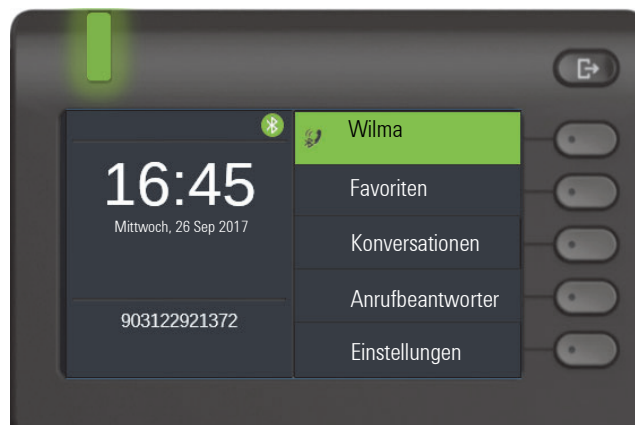 16:45
Mittwoch, 26 Sep 2017
903122921372
Wilma
Favoriten
Konversationen
Anrufbeantworter
Einstellungen